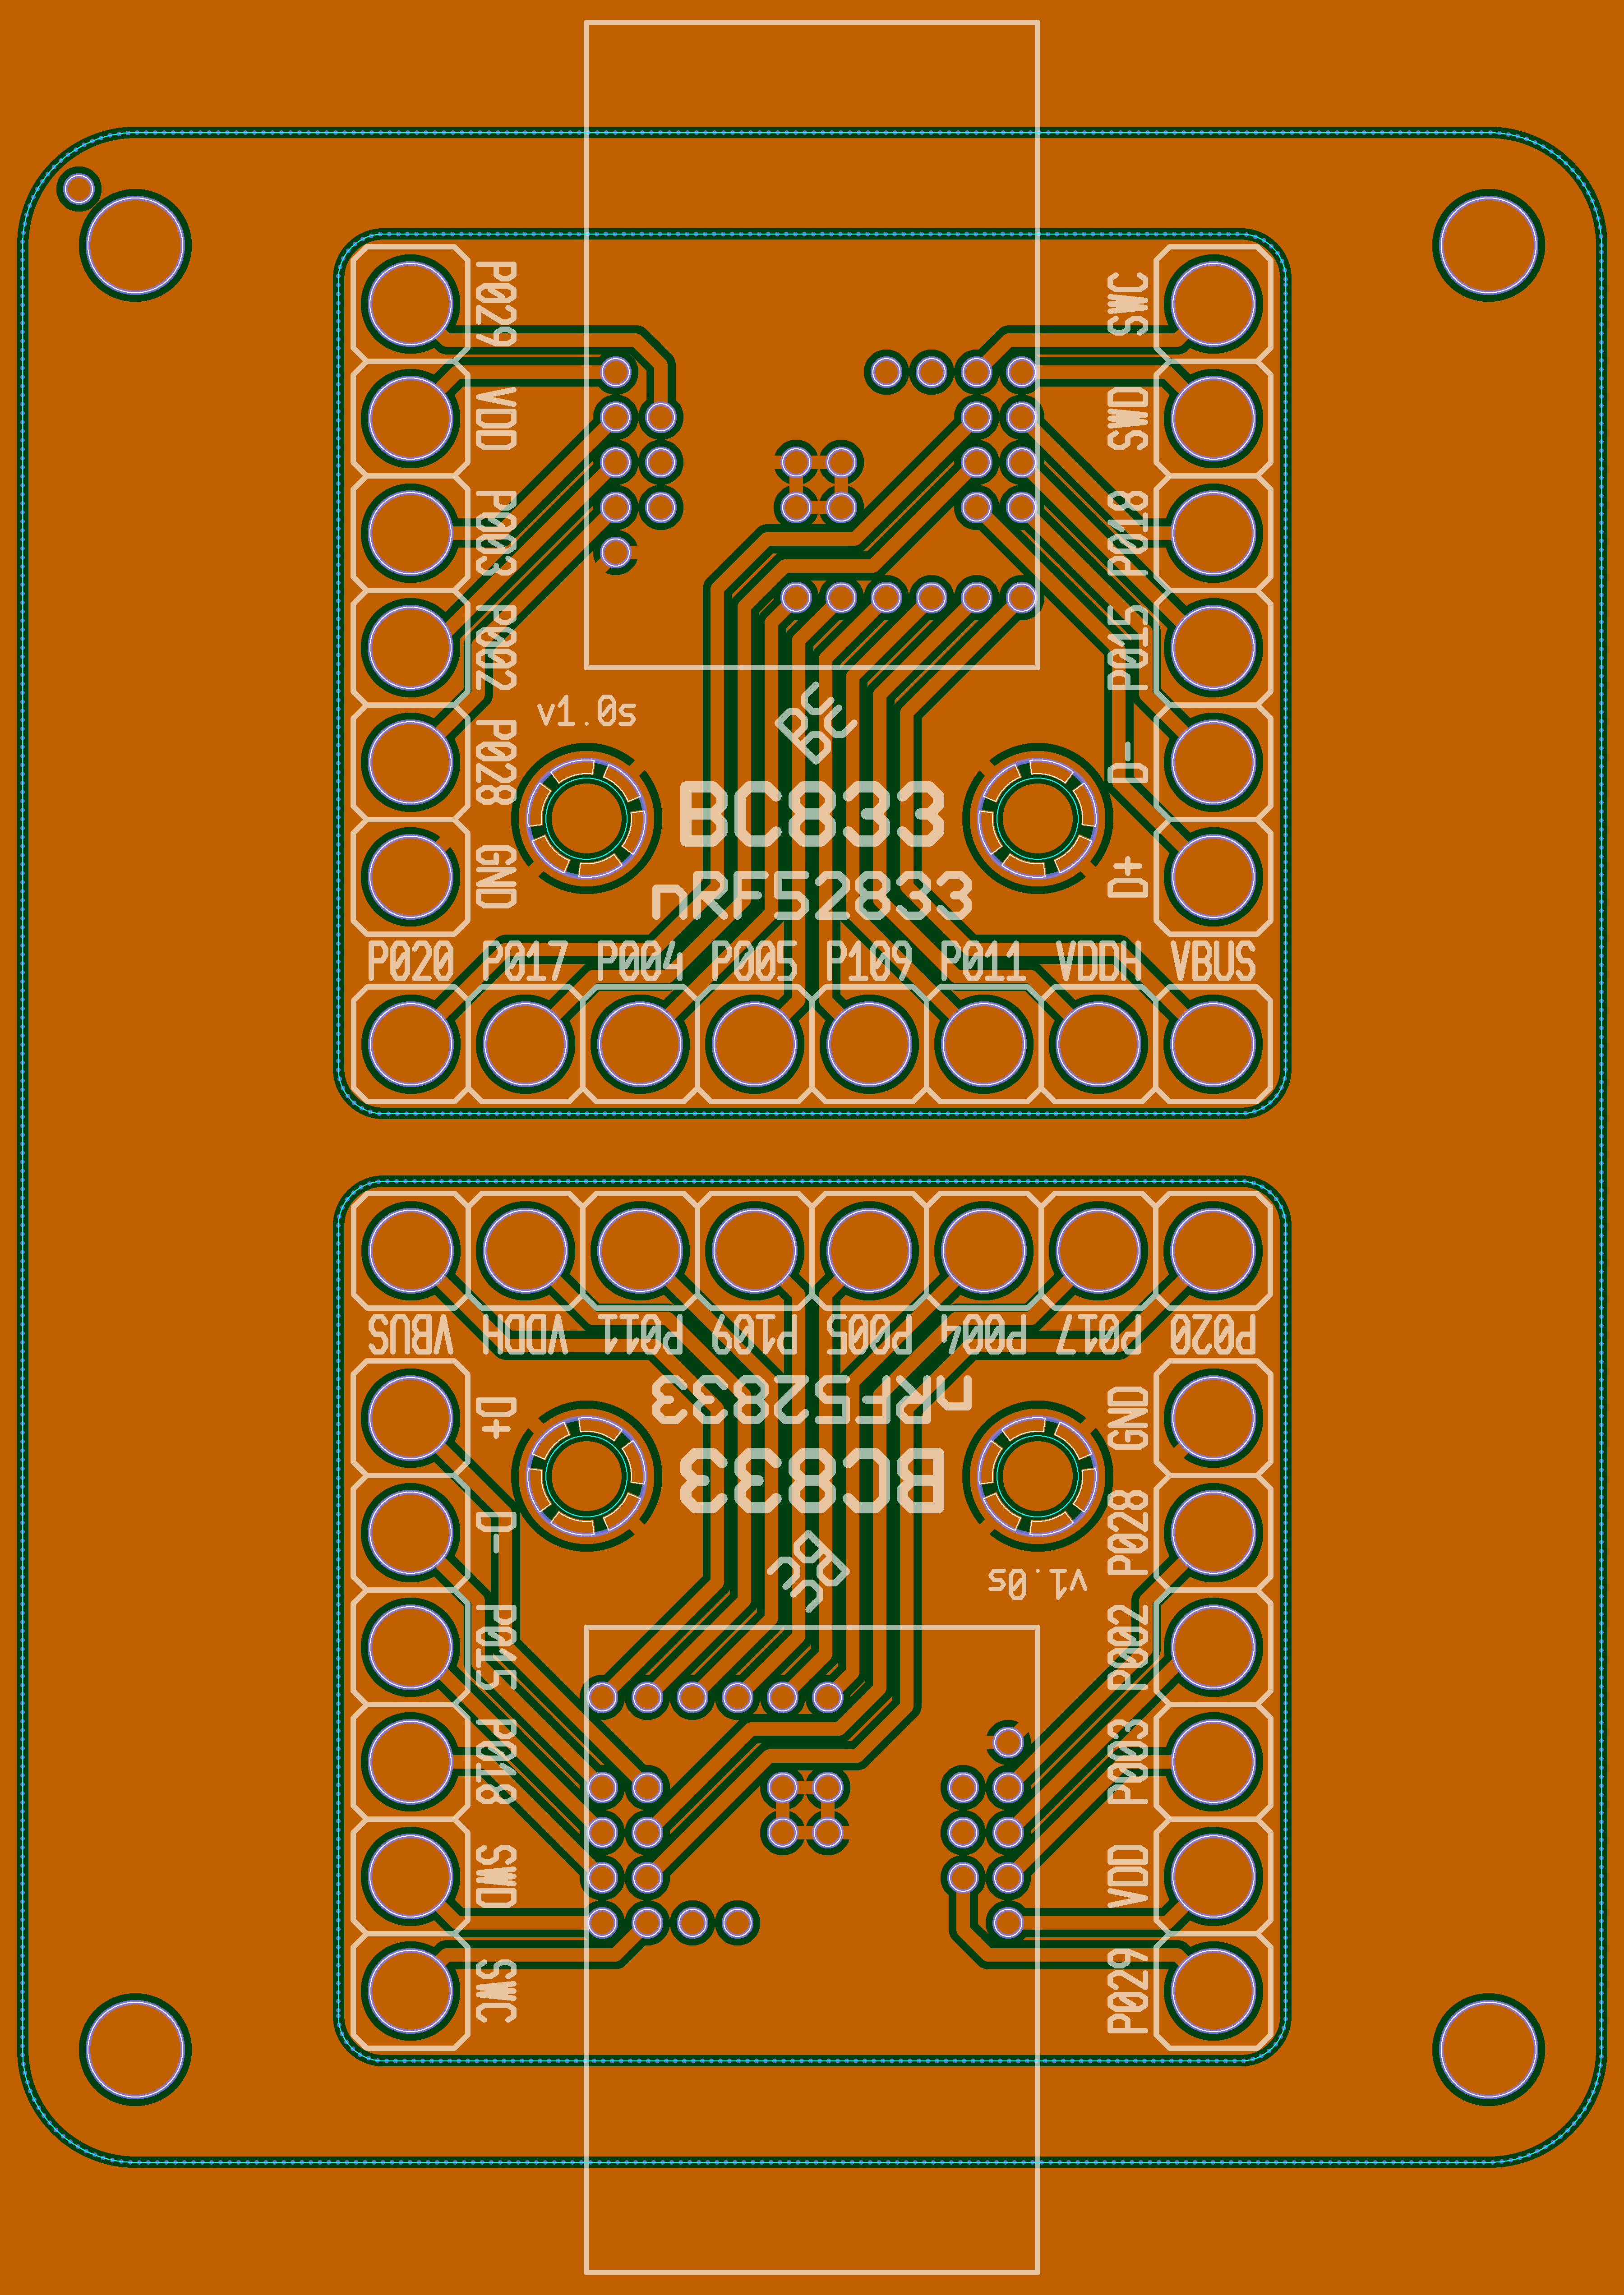 P029
SWC
VDD
SWD
P003
P018
P002
P015
v1.0s
BC
P028
D-
BC833
GND
D+
nRF52833
P020 P017 P004 P005 P109 P011 VDDH VBUS
VBUS VDDH P011 P109 P005 P004 P017 P020
D+
nRF52833
GND
BC833
D-
P028
BC
v1.0s
P015
P002
P018
P003
SWD
VDD
SWC
P029